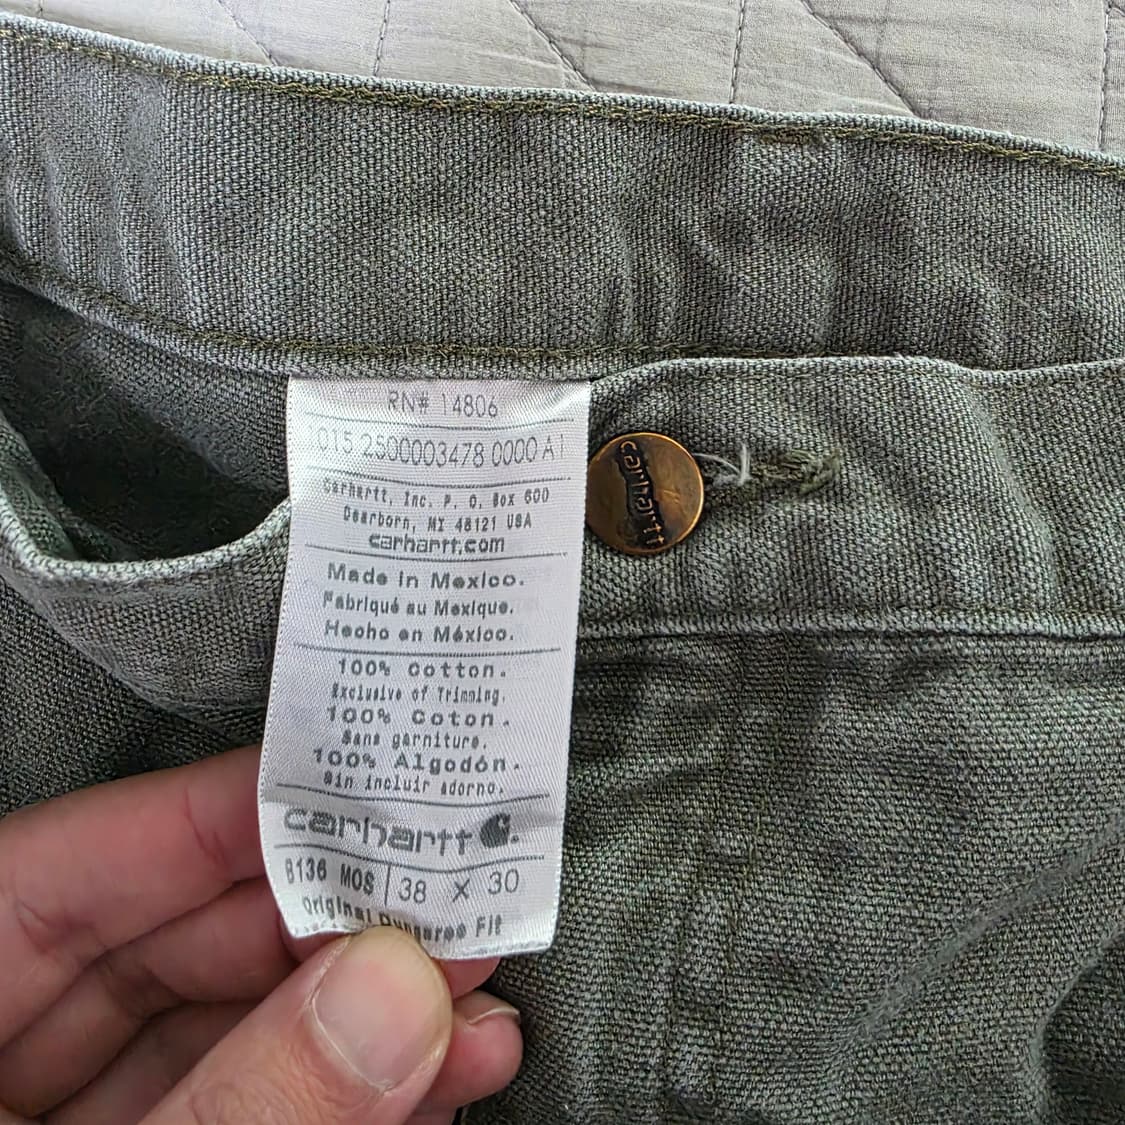 RN# 14806
015 2500003478 0000 A1
Carhartt, Inc. P. O. Box 600
Dearborn, MI 48121 USA
carhartt.com
Made in Mexico.
Fabriqué au Mexique.
Hecho en México.
100% Cotton.
Exclusive of Trimming.
100% Coton.
Sans garniture.
100% Algodón.
Sin incluir adorno.
carhartt
B136 MOS | 38 X 30
Original Dungaree Fit
carhartt